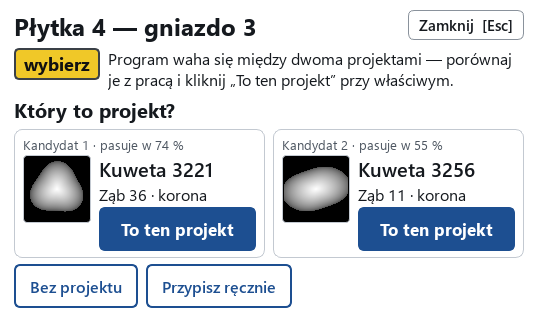 Płytka 4 — gniazdo 3
Zamknij [Esc]
wybierz
Program waha się między dwoma projektami — porównaj
je z pracą i kliknij „To ten projekt” przy właściwym.
Który to projekt?
Kandydat 1 · pasuje w 74 %
Kuweta 3221
Ząb 36 · korona
To ten projekt
Kandydat 2 · pasuje w 55 %
Kuweta 3256
Ząb 11 · korona
To ten projekt
Bez projektu
Przypisz ręcznie